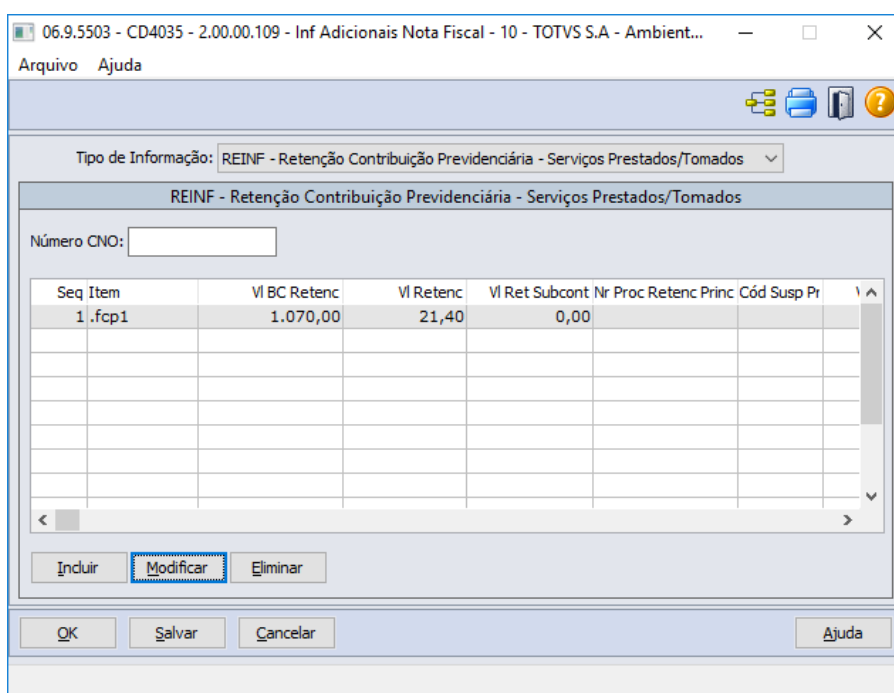 06.9.5503 - CD4035 - 2.00.00.109 - Inf Adicionais Nota Fiscal - 10 - TOTVS S.A - Ambient...
Arquivo Ajuda
Tipo de Informação: REINF - Retenção Contribuição Previdenciária - Serviços Prestados/Tomados
REINF - Retenção Contribuição Previdenciária - Serviços Prestados/Tomados
Número CNO:
Seq Item Vl BC Retenc Vl Retenc Vl Ret Subcont Nr Proc Retenc Princ Cód Susp Pr
1 .fcp1 1.070,00 21,40 0,00
Incluir Modificar Eliminar
OK Salvar Cancelar Ajuda